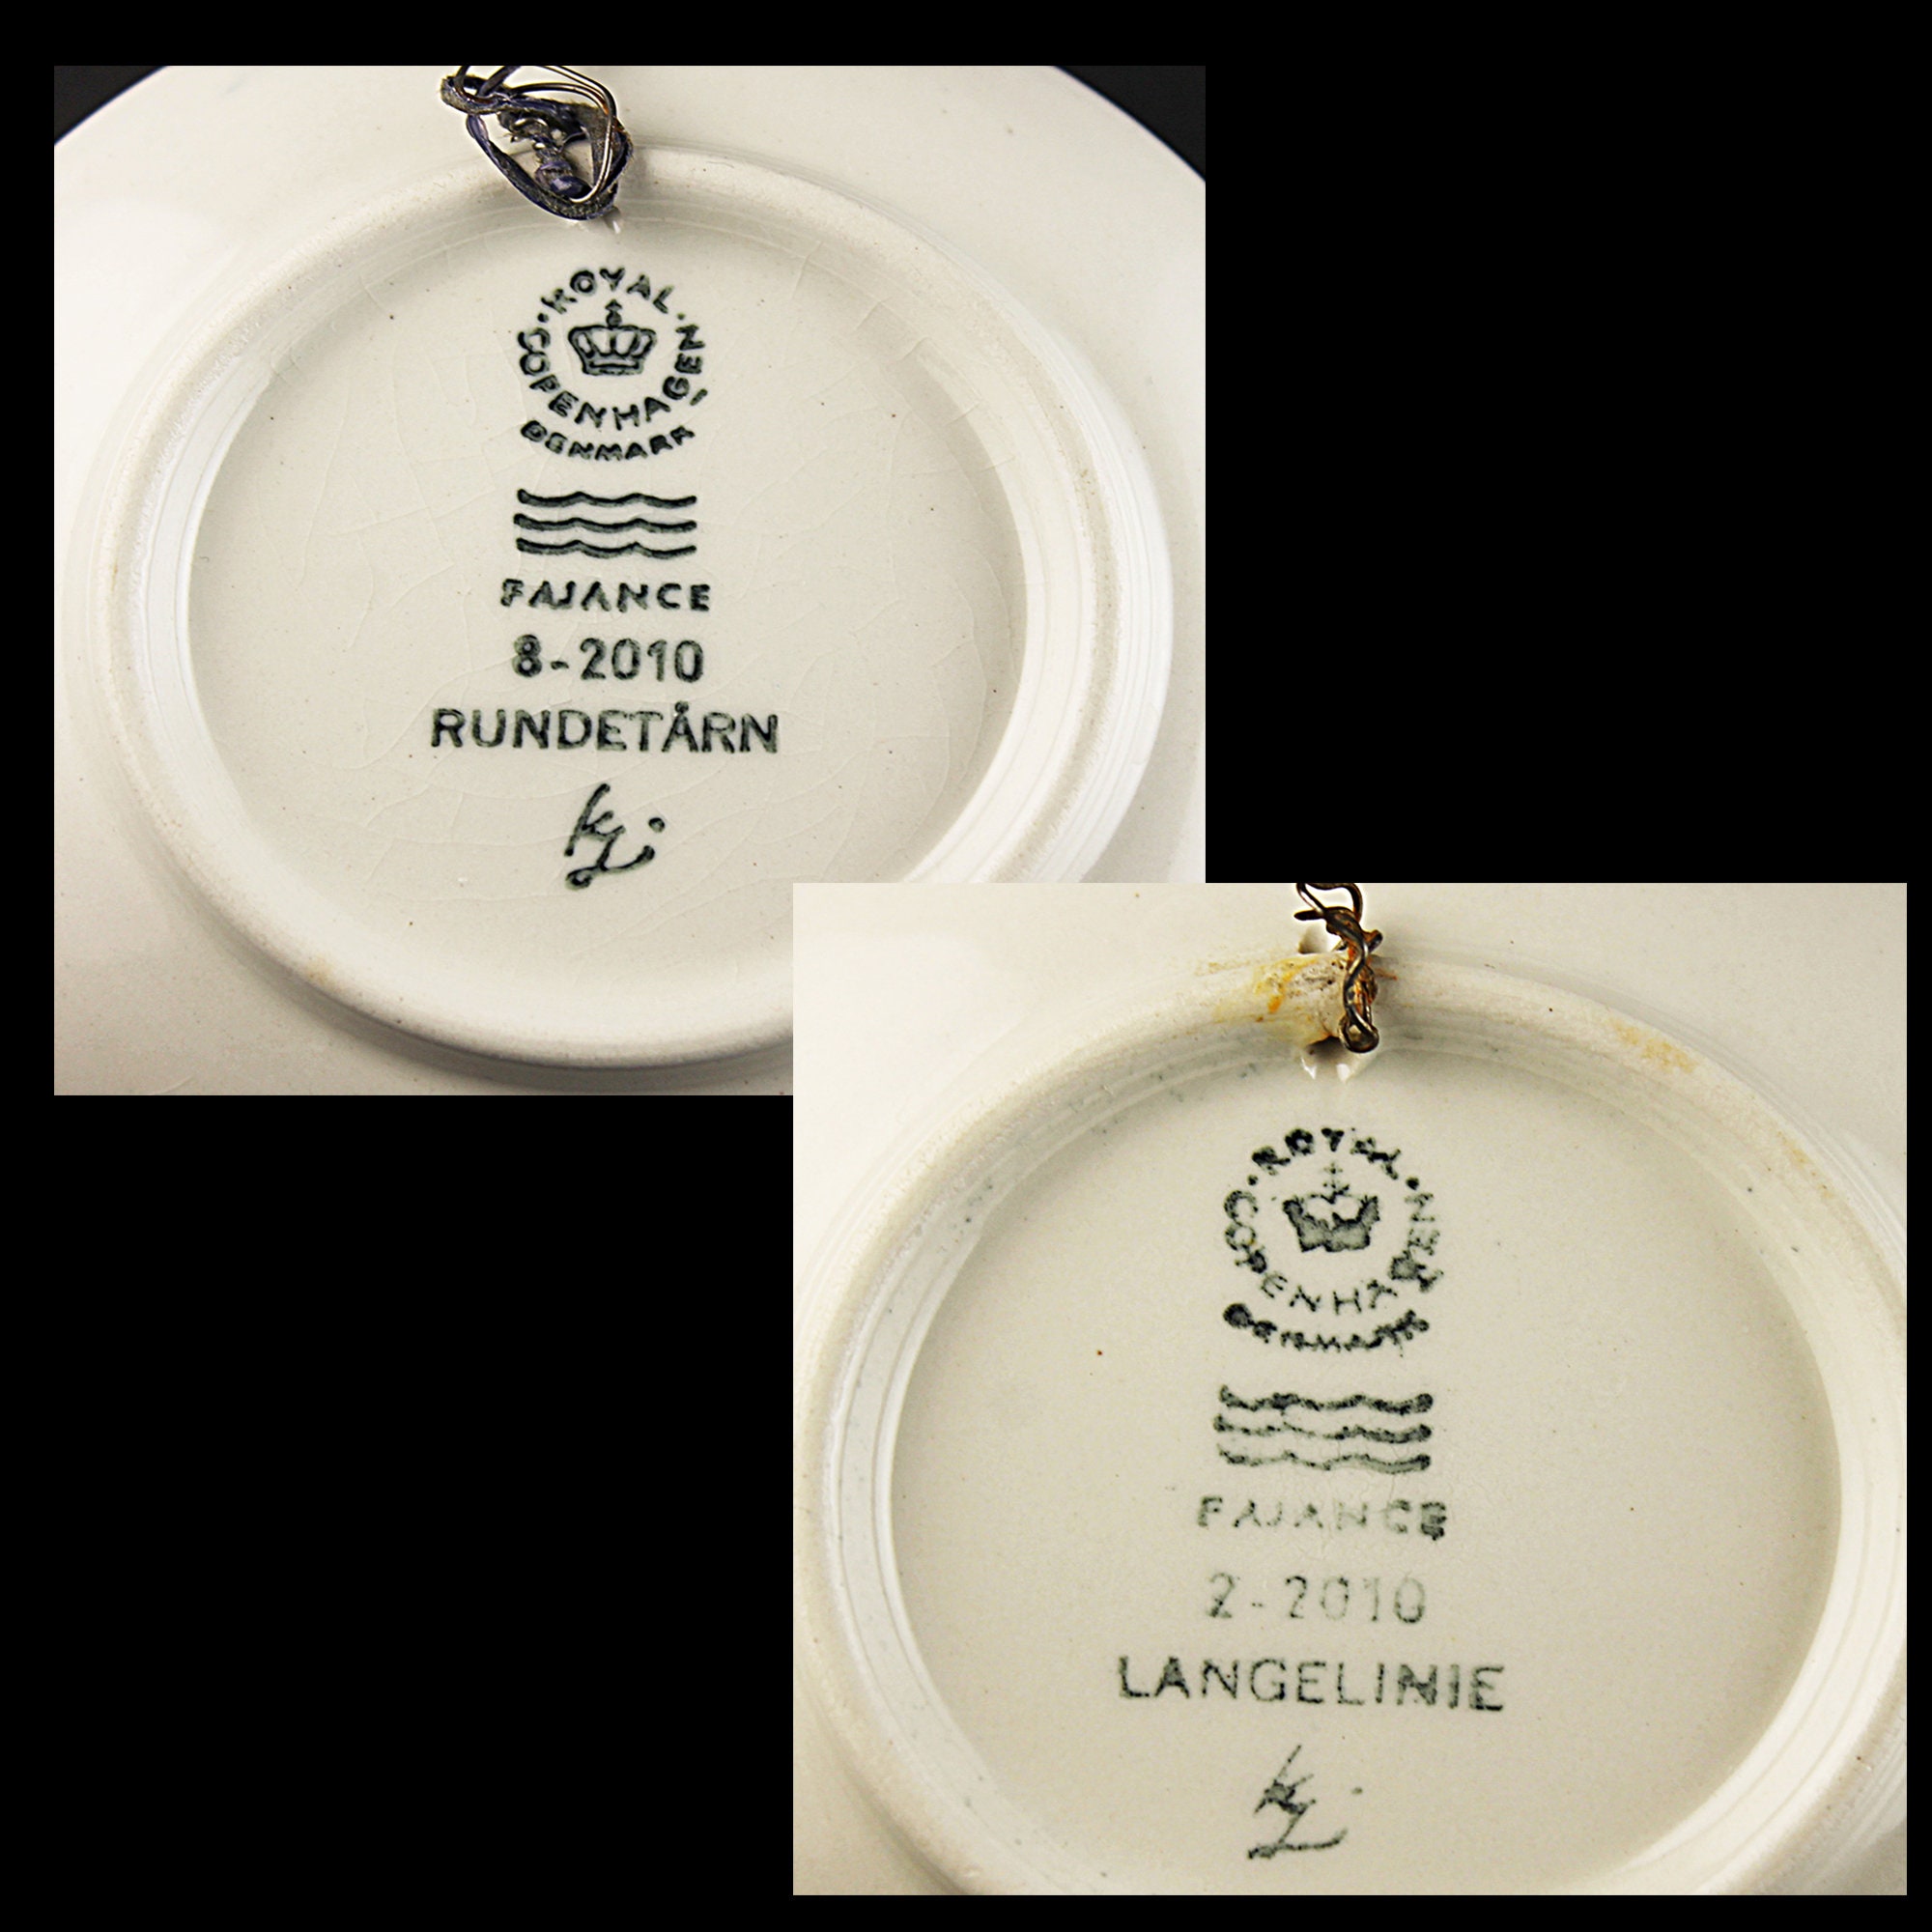 ROYAL
COPENHAGEN
DENMARK
FAJANCE
8-2010
RUNDETÅRN
ROYAL
COPENHAGEN
DENMARK
FAJANCE
2-2010
LANGELINIE